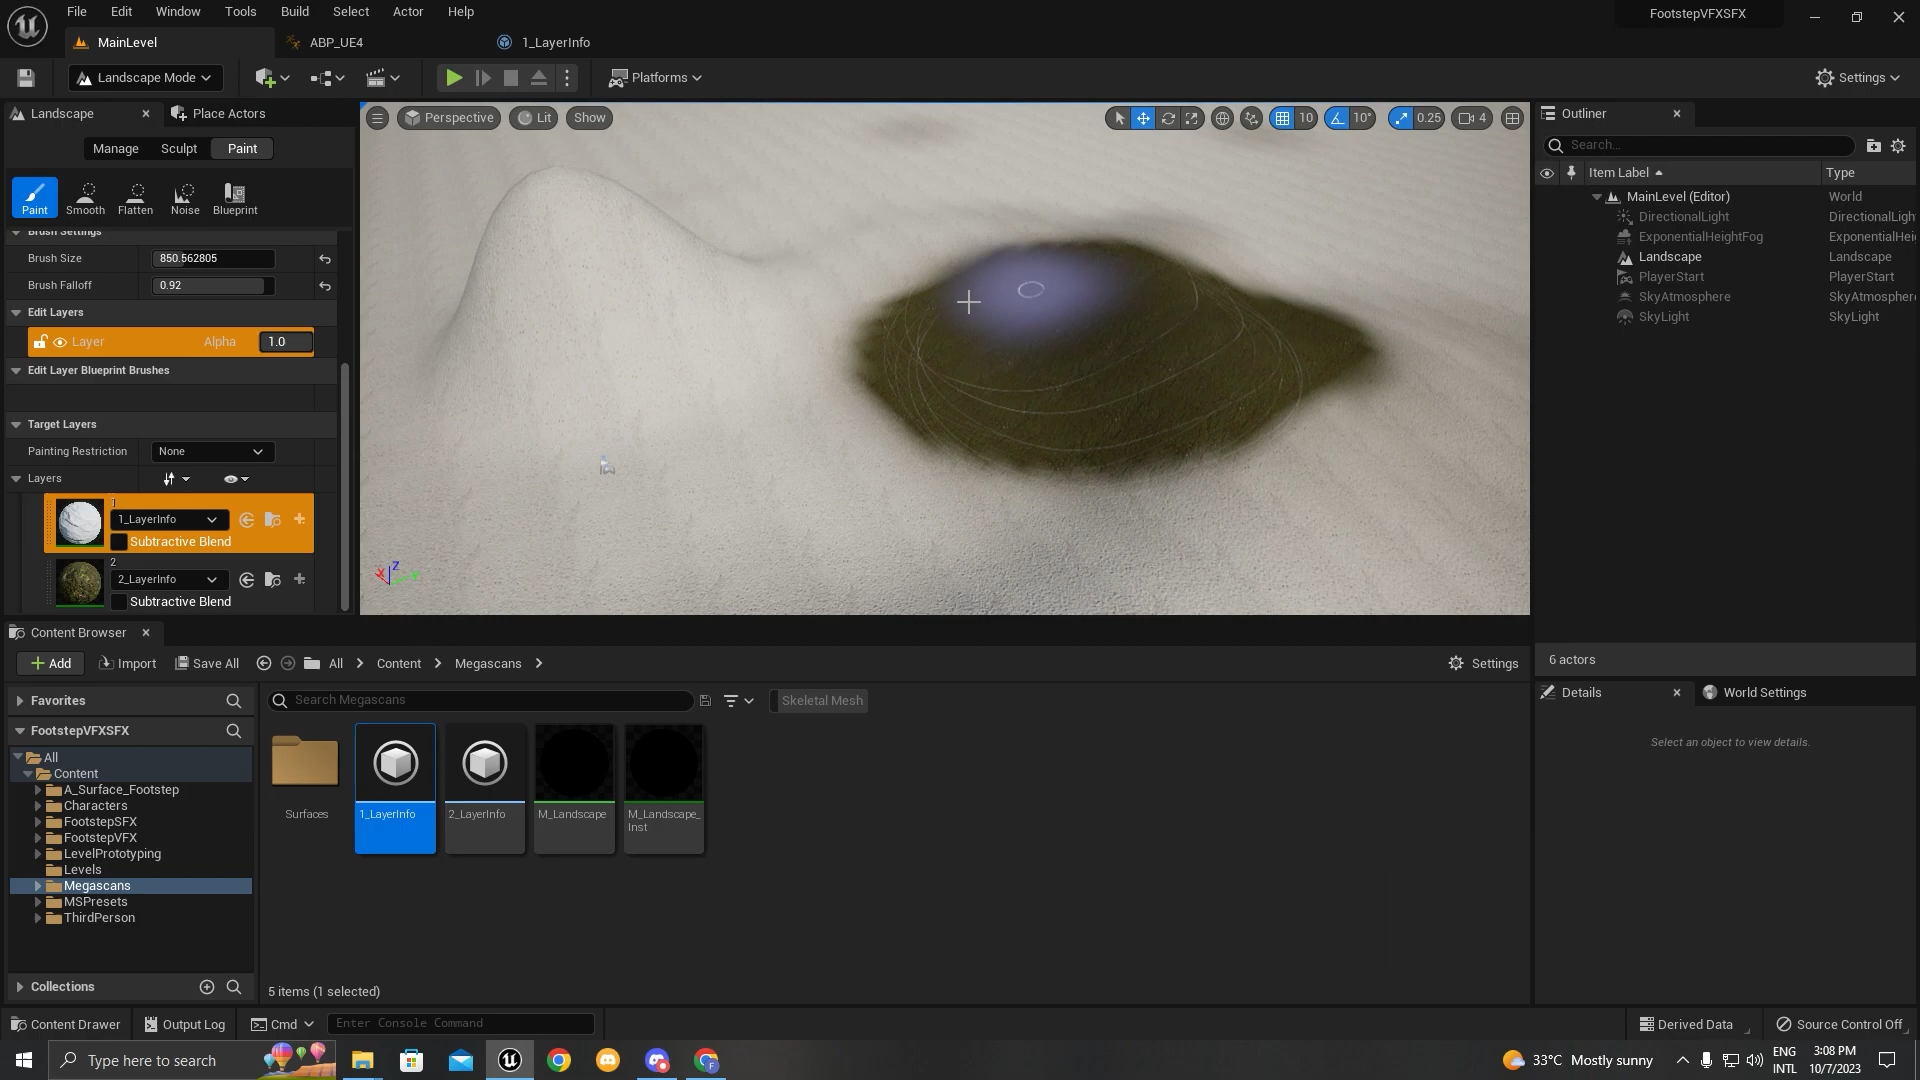 File Edit Window Tools Build Select Actor Help
FootstepVFXSFX
MainLevel
ABP_UE4
1_LayerInfo
Landscape Mode
Platforms
Settings
Landscape
Place Actors
Manage Sculpt Paint
Paint Smooth Flatten Noise Blueprint
Brush Settings
Brush Size 850.562805
Brush Falloff 0.92
Edit Layers
Layer Alpha 1.0
Edit Layer Blueprint Brushes
Target Layers
Painting Restriction None
Layers
1
1_LayerInfo
Subtractive Blend
2
2_LayerInfo
Subtractive Blend
Perspective Lit Show
10 10° 0.25 4
X Z Y
Outliner
Search...
Item Label Type
MainLevel (Editor) World
DirectionalLight DirectionalLigh
ExponentialHeightFog ExponentialHei
Landscape Landscape
PlayerStart PlayerStart
SkyAtmosphere SkyAtmosphere
SkyLight SkyLight
6 actors
Details
World Settings
Select an object to view details.
Content Browser
Add Import Save All All Content Megascans
Settings
Favorites
FootstepVFXSFX
All
Content
A_Surface_Footstep
Characters
FootstepSFX
FootstepVFX
LevelPrototyping
Levels
Megascans
MSPresets
ThirdPerson
Collections
Search Megascans
Skeletal Mesh
Surfaces
1_LayerInfo
2_LayerInfo
M_Landscape
M_Landscape_
Inst
5 items (1 selected)
Content Drawer Output Log Cmd Enter Console Command
Derived Data Source Control Off
Type here to search
F
33°C Mostly sunny
ENG
INTL
3:08 PM
10/7/2023